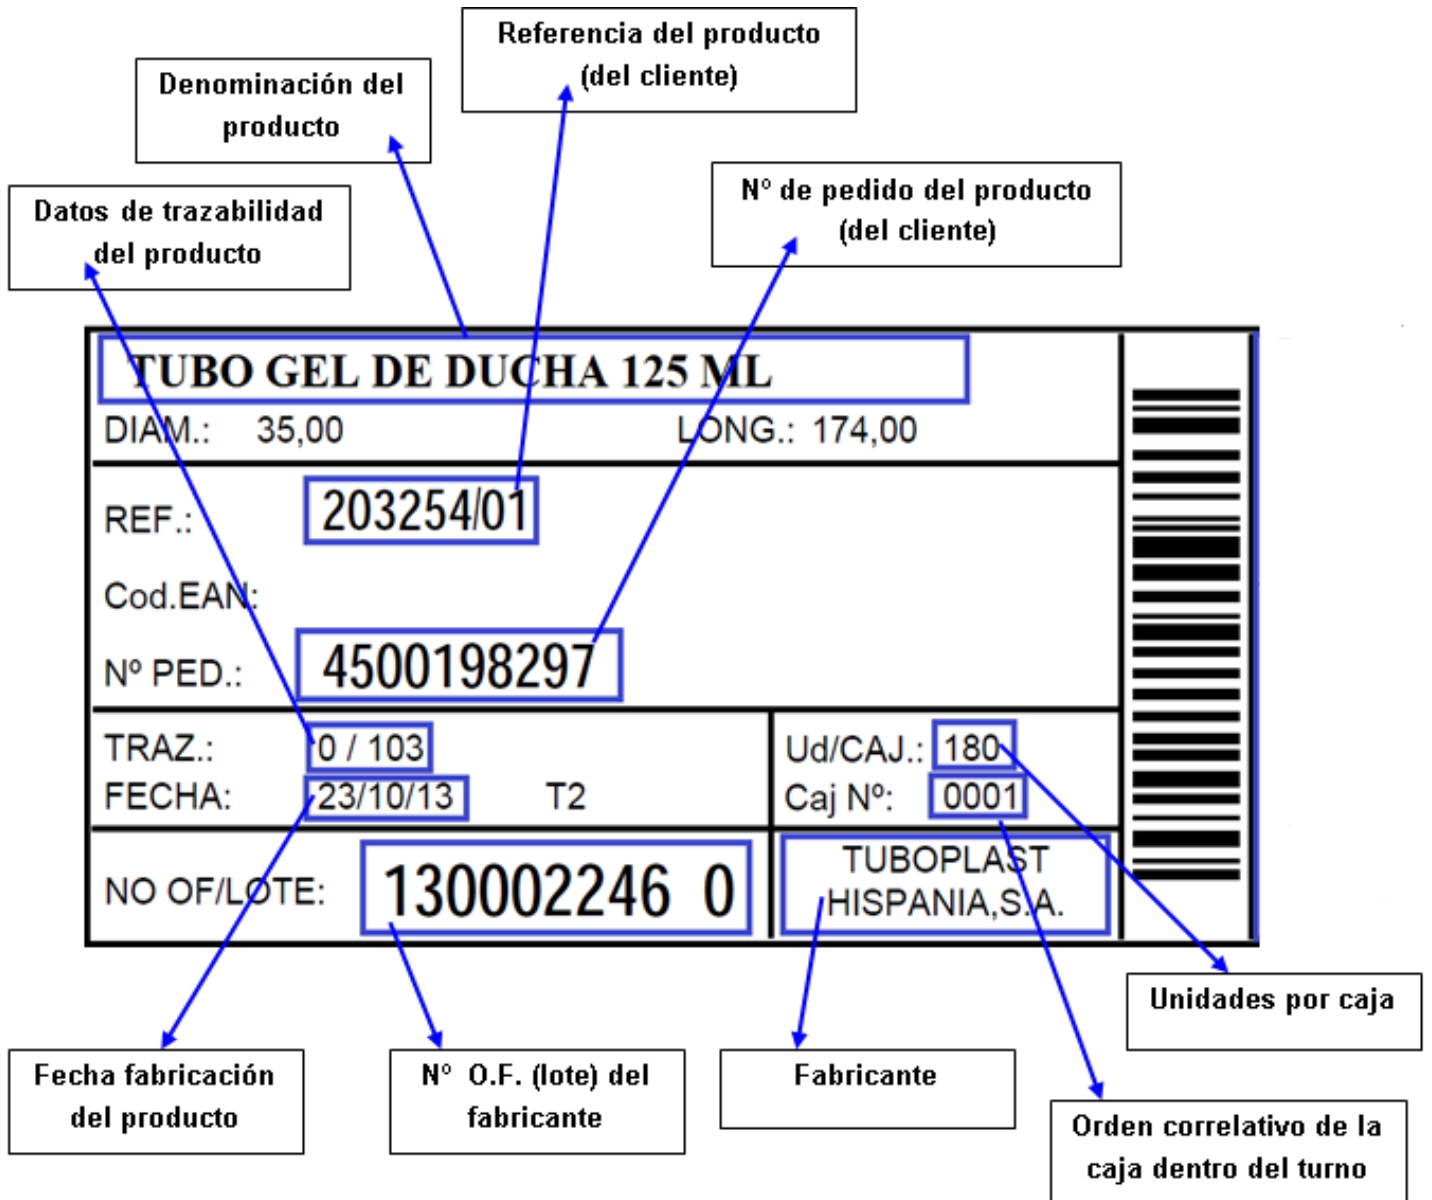 Referencia del producto
(del cliente)
Denominación del
producto
Nº de pedido del producto
(del cliente)
Datos de trazabilidad
del producto
TUBO GEL DE DUCHA 125 ML
DIAM.: 35,00 LONG.: 174,00
REF.: 203254/01
Cod.EAN:
Nº PED.: 4500198297
TRAZ.: 0 / 103 Ud/CAJ.: 180
FECHA: 23/10/13 T2 Caj Nº: 0001
NO OF/LOTE: 130002246 0
TUBOPLAST
HISPANIA,S.A.
Unidades por caja
Fecha fabricación
del producto
Nº O.F. (lote) del
fabricante
Fabricante
Orden correlativo de la
caja dentro del turno